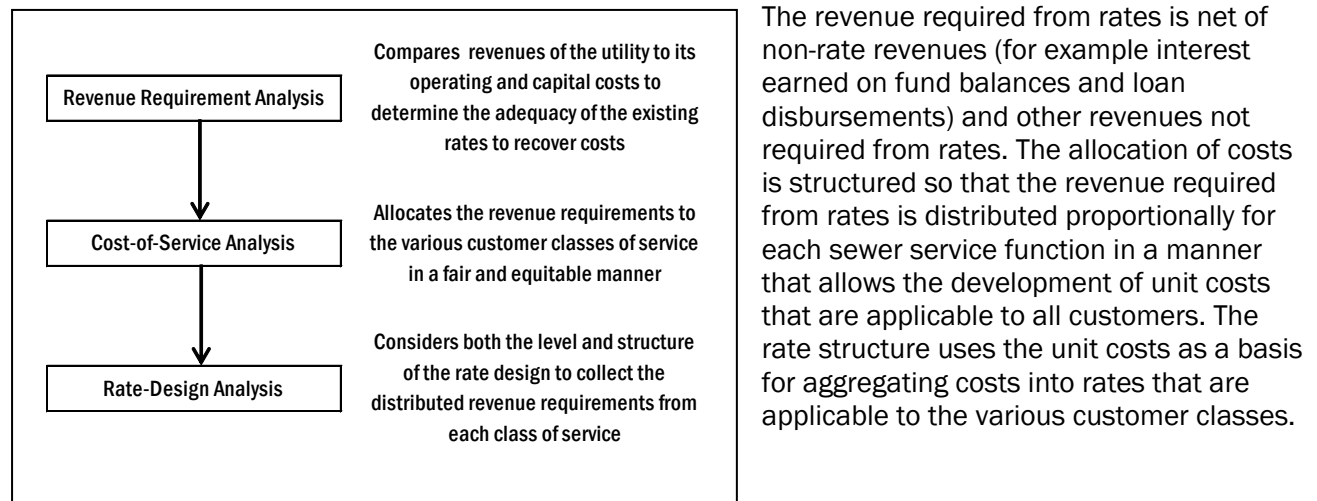 Revenue Requirement Analysis
Compares revenues of the utility to its
operating and capital costs to
determine the adequacy of the existing
rates to recover costs
Cost-of-Service Analysis
Allocates the revenue requirements to
the various customer classes of service
in a fair and equitable manner
Rate-Design Analysis
Considers both the level and structure
of the rate design to collect the
distributed revenue requirements from
each class of service
The revenue required from rates is net of
non-rate revenues (for example interest
earned on fund balances and loan
disbursements) and other revenues not
required from rates. The allocation of costs
is structured so that the revenue required
from rates is distributed proportionally for
each sewer service function in a manner
that allows the development of unit costs
that are applicable to all customers. The
rate structure uses the unit costs as a basis
for aggregating costs into rates that are
applicable to the various customer classes.